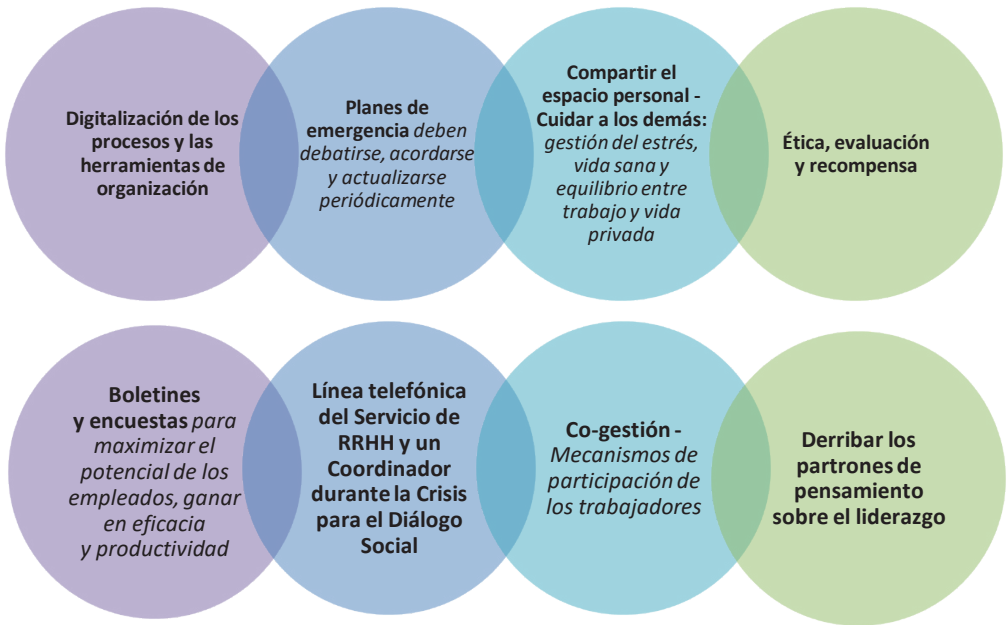 Digitalización de los
procesos y las
herramientas de
organización
Planes de
emergencia deben
debatirse, acordarse
y actualizarse
periódicamente
Compartir el
espacio personal -
Cuidar a los demás:
gestión del estrés,
vida sana y
equilibrio entre
trabajo y vida
privada
Ética, evaluación
y recompensa
Boletines
y encuestas para
maximizar el
potencial de los
empleados, ganar
en eficacia
y productividad
Línea telefónica
del Servicio de
RRHH y un
Coordinador
durante la Crisis
para el Diálogo
Social
Co-gestión -
Mecanismos de
participación de
los trabajadores
Derribar los
partrones de
pensamiento
sobre el liderazgo